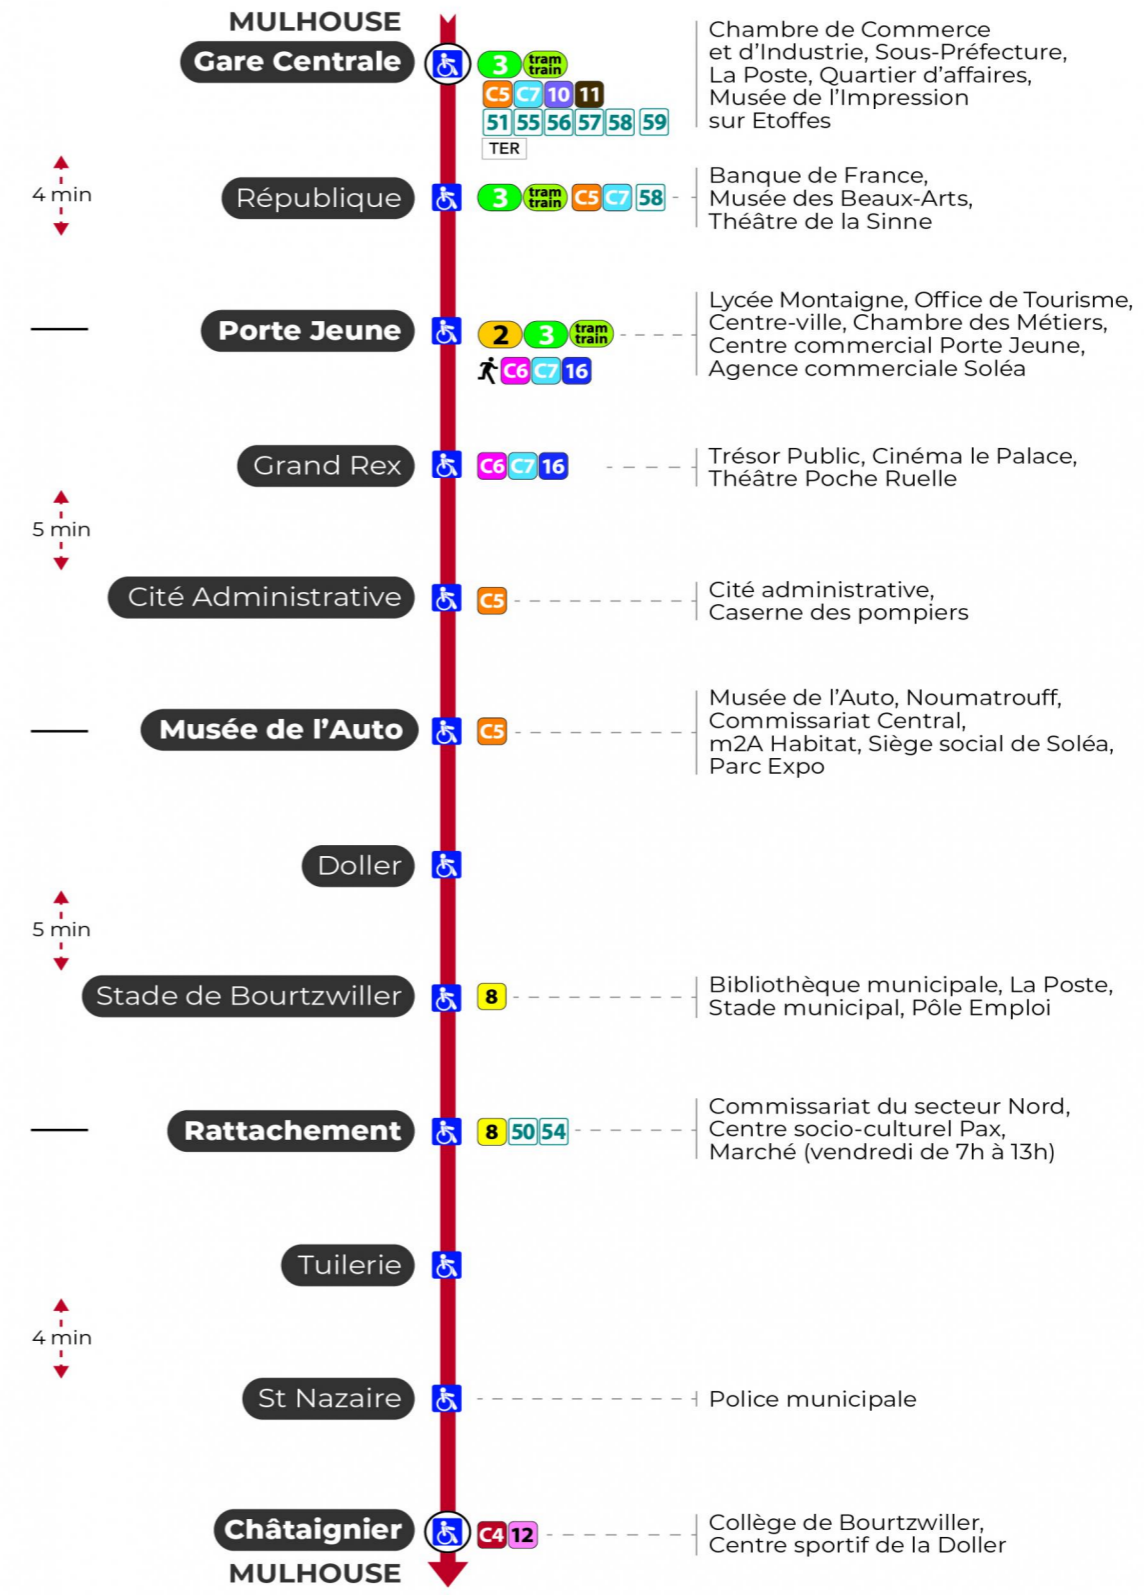 MULHOUSE
Gare Centrale
3 tram train
C5 C7 10 11
51 55 56 57 58 59
TER
Chambre de Commerce
et d'Industrie, Sous-Préfecture,
La Poste, Quartier d'affaires,
Musée de l'Impression
sur Etoffes
4 min
République
3 tram train C5 C7 58
Banque de France,
Musée des Beaux-Arts,
Théâtre de la Sinne
Porte Jeune
2 3 tram train
C6 C7 16
Lycée Montaigne, Office de Tourisme,
Centre-ville, Chambre des Métiers,
Centre commercial Porte Jeune,
Agence commerciale Soléa
Grand Rex
C6 C7 16
Trésor Public, Cinéma le Palace,
Théâtre Poche Ruelle
5 min
Cité Administrative
C5
Cité administrative,
Caserne des pompiers
Musée de l'Auto
C5
Musée de l'Auto, Noumatrouff,
Commissariat Central,
m2A Habitat, Siège social de Soléa,
Parc Expo
Doller
5 min
Stade de Bourtzwiller
8
Bibliothèque municipale, La Poste,
Stade municipal, Pôle Emploi
Rattachement
8 50 54
Commissariat du secteur Nord,
Centre socio-culturel Pax,
Marché (vendredi de 7h à 13h)
Tuilerie
4 min
St Nazaire
Police municipale
Châtaignier
C4 12
Collège de Bourtzwiller,
Centre sportif de la Doller
MULHOUSE